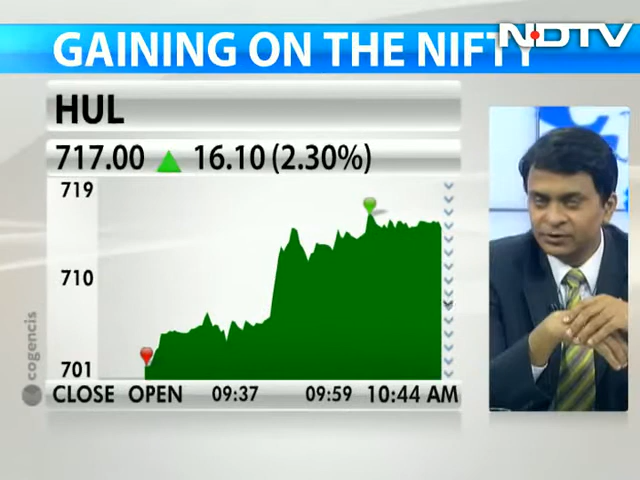 GAINING ON THE NIFTY
NDTV
HUL
717.00 16.10 (2.30%)
719
710
701
cogencis
CLOSE OPEN 09:37 09:59 10:44 AM